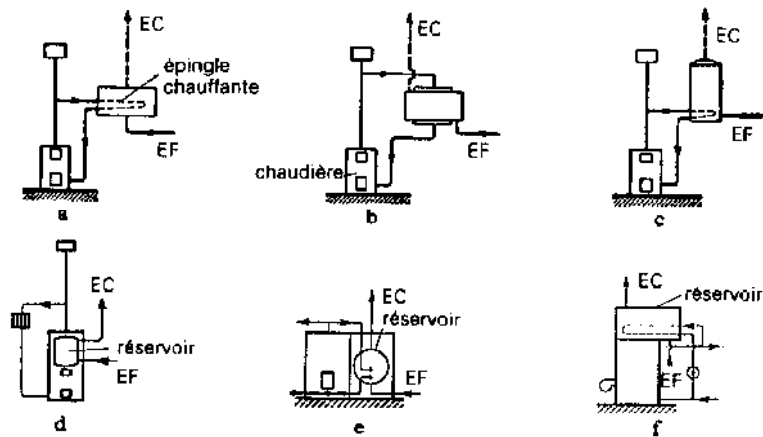 EC
épingle
chauffante
EF
a
EC
EF
chaudière
b
EC
EF
c
EC
réservoir
EF
d
EC
réservoir
EF
e
EC
réservoir
EF
f